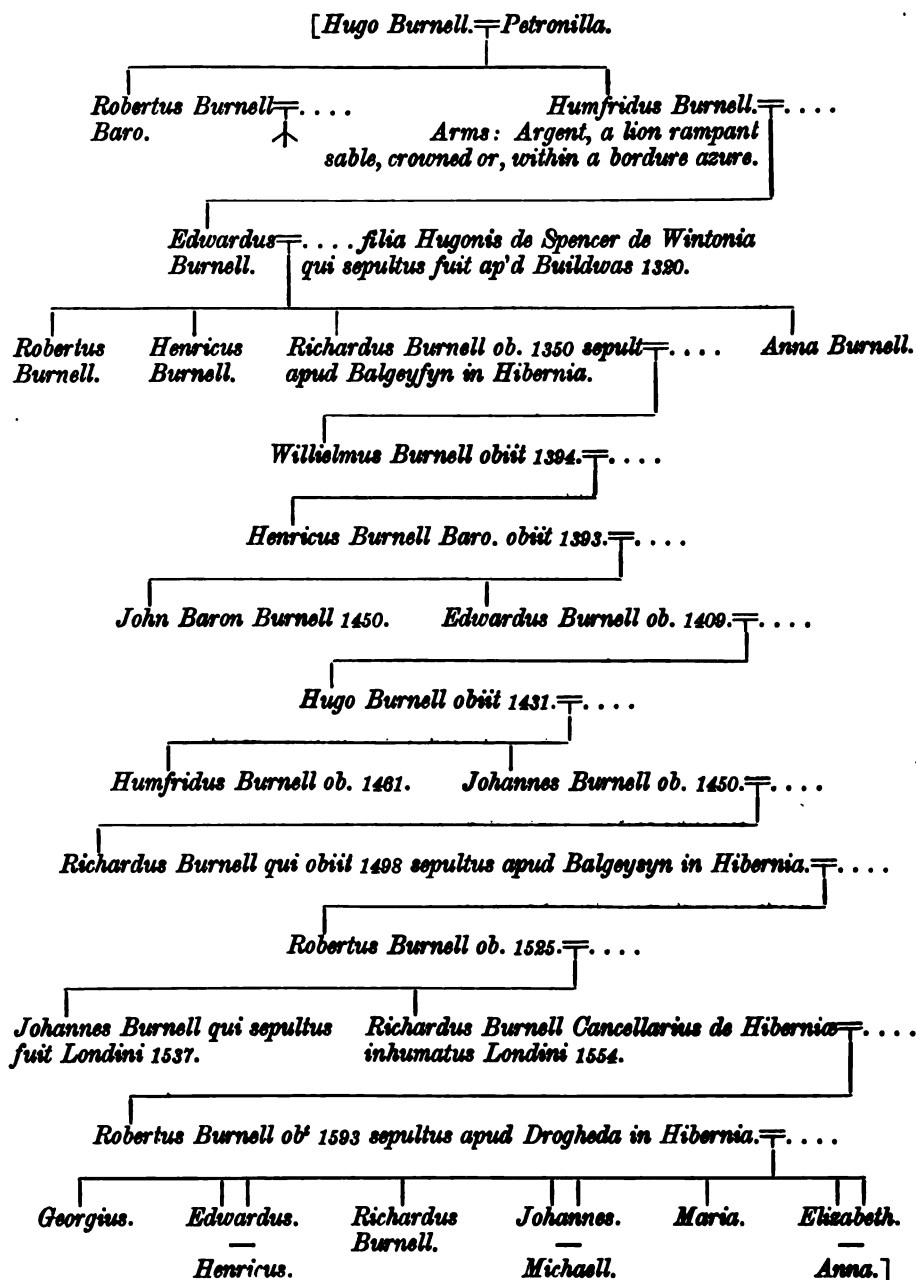 [Hugo Burnell.=Petronilla.
Robertus Burnell=. . . .
Baro.
Humfridus Burnell.=. . . .
Arms: Argent, a lion rampant
sable, crowned or, within a bordure azure.
Edwardus=. . . . filia Hugonis de Spencer de Wintonia
Burnell. qui sepultus fuit ap'd Buildwas 1320.
Robertus
Burnell.
Henricus
Burnell.
Richardus Burnell ob. 1350 sepult=. . . .
apud Balgeyfyn in Hibernia.
Anna Burnell.
Willielmus Burnell obiit 1394.=. . . .
Henricus Burnell Baro. obiit 1393.=. . . .
John Baron Burnell 1450.
Edwardus Burnell ob. 1409.=. . . .
Hugo Burnell obiit 1431.=. . . .
Humfridus Burnell ob. 1461.
Johannes Burnell ob. 1450.=. . . .
Richardus Burnell qui obiit 1498 sepultus apud Balgeysyn in Hibernia.=. . . .
Robertus Burnell ob. 1525.=. . . .
Johannes Burnell qui sepultus
fuit Londini 1537.
Richardus Burnell Cancellarius de Hibernia=. . . .
inhumatus Londini 1554.
Robertus Burnell obt 1593 sepultus apud Drogheda in Hibernia.=. . . .
Georgius.
Edwardus.
—
Henricus.
Richardus
Burnell.
Johannes.
—
Michaell.
Maria.
Elizabeth.
—
Anna.]